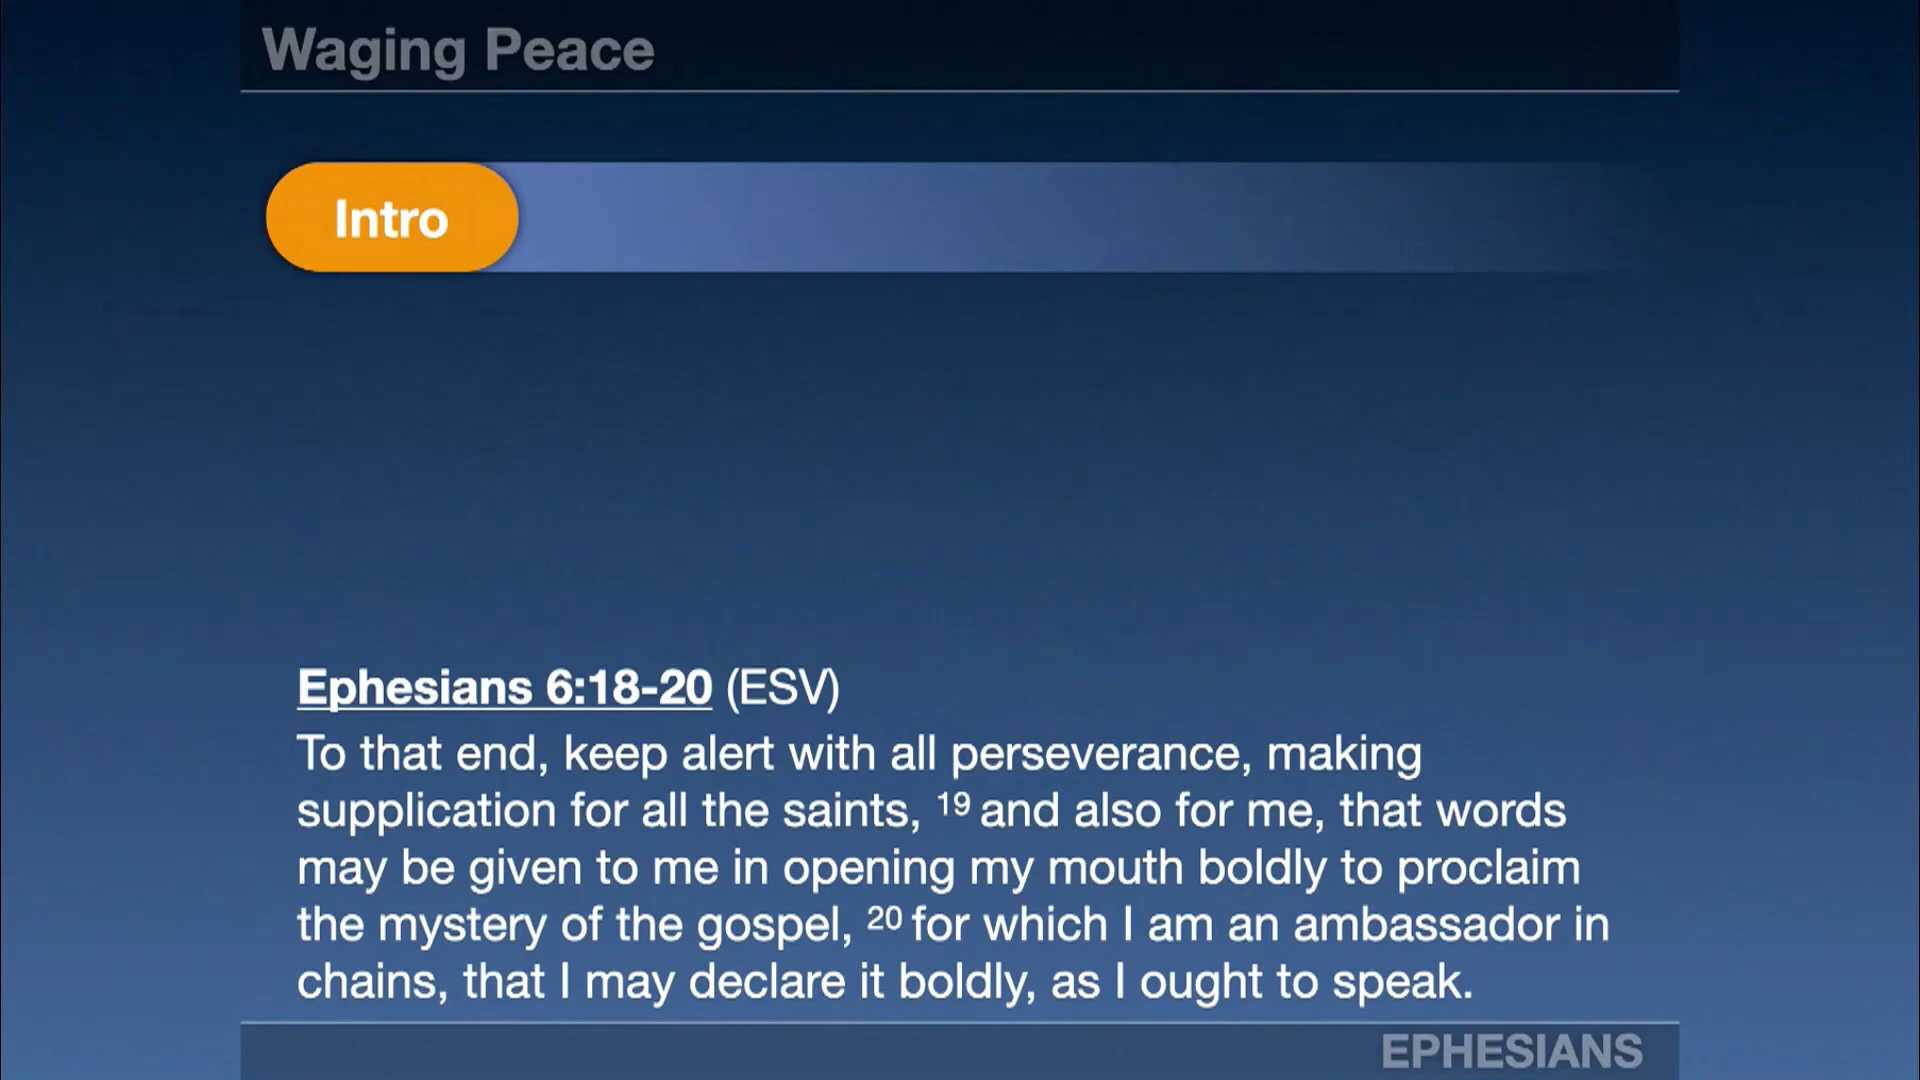 Waging Peace
Intro
Ephesians 6:18-20 (ESV)
To that end, keep alert with all perseverance, making
supplication for all the saints, 19 and also for me, that words
may be given to me in opening my mouth boldly to proclaim
the mystery of the gospel, 20 for which I am an ambassador in
chains, that I may declare it boldly, as I ought to speak.
EPHESIANS